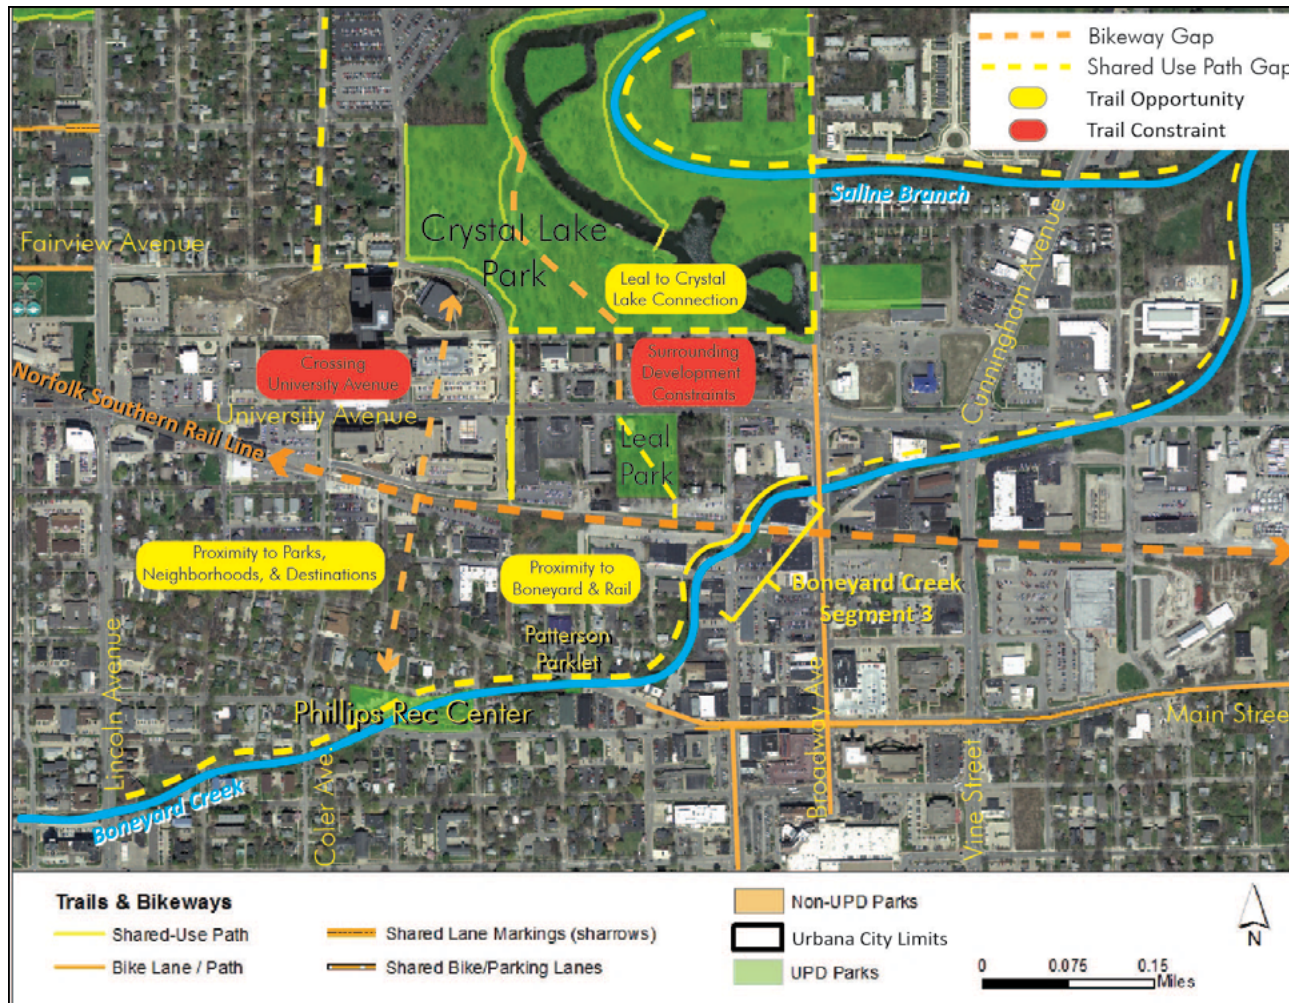 Bikeway Gap
Shared Use Path Gap
Trail Opportunity
Trail Constraint
Saline Branch
Fairview Avenue
Crystal Lake
Park
Leal to Crystal
Lake Connection
Cunningham Avenue
Crossing
University Avenue
Surrounding
Development
Constraints
Norfolk Southern Rail Line
University Avenue
Leal
Park
Proximity to Parks,
Neighborhoods, & Destinations
Proximity to
Boneyard & Rail
Boneyard Creek
Segment 3
Patterson
Parklet
Lincoln Avenue
Phillips Rec Center
Broadway Ave
Main Stree
Boneyard Creek
Coler Ave
Vine Street
Trails & Bikeways
Shared-Use Path
Bike Lane / Path
Shared Lane Markings (sharrows)
Shared Bike/Parking Lanes
Non-UPD Parks
Urbana City Limits
UPD Parks
N
0 0.075 0.15
Miles